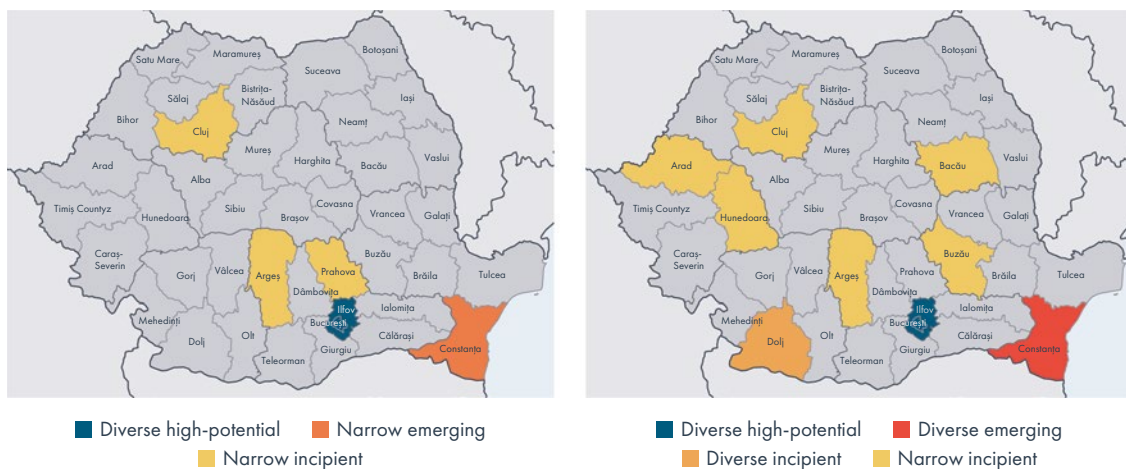 Botoșani
Maramureș
Satu Mare
Suceava
Sălaj
Bistrița-
Năsăud
Iași
Bihor
Cluj
Neamț
Mureș
Harghita
Bacău
Vaslui
Arad
Alba
Timiș Countyz
Hunedoara
Sibiu
Brașov
Covasna
Vrancea
Galați
Caraș-
Severin
Gorj
Vâlcea
Argeș
Prahova
Buzău
Brăila
Tulcea
Dâmbovița
Ilfov
Ialomița
Mehedinți
București
Dolj
Olt
Teleorman
Giurgiu
Călărași
Constanța
Diverse high-potential
Narrow emerging
Narrow incipient
Botoșani
Maramureș
Satu Mare
Suceava
Sălaj
Bistrița-
Năsăud
Iași
Bihor
Cluj
Neamț
Mureș
Harghita
Bacău
Vaslui
Arad
Alba
Timiș Countyz
Hunedoara
Sibiu
Brașov
Covasna
Vrancea
Galați
Caraș-
Severin
Gorj
Vâlcea
Argeș
Prahova
Buzău
Brăila
Tulcea
Dâmbovița
Ilfov
Ialomița
Mehedinți
București
Dolj
Olt
Teleorman
Giurgiu
Călărași
Constanța
Diverse high-potential
Diverse emerging
Diverse incipient
Narrow incipient